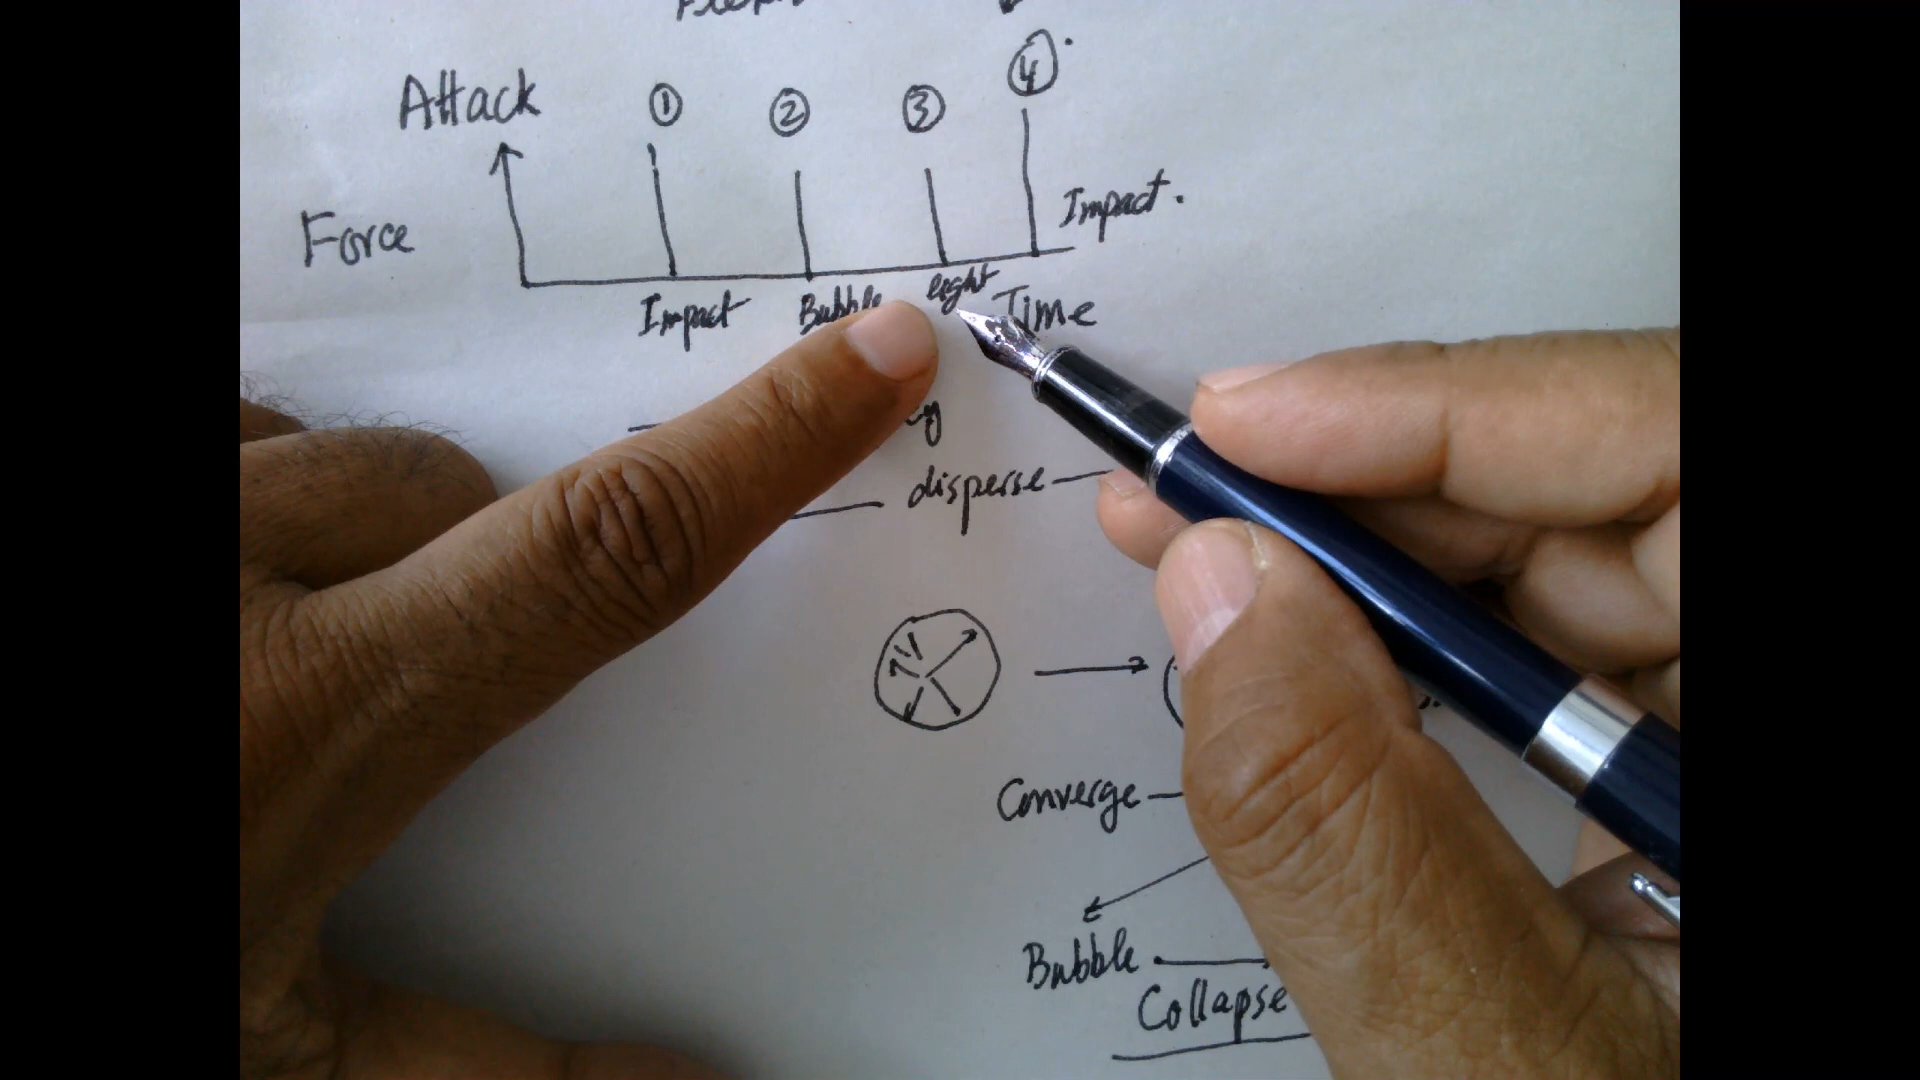 Attack ① ② ③ ④
Force
Impact.
Impact Bubble light Time
disperse
Converge
Bubble
Collapse